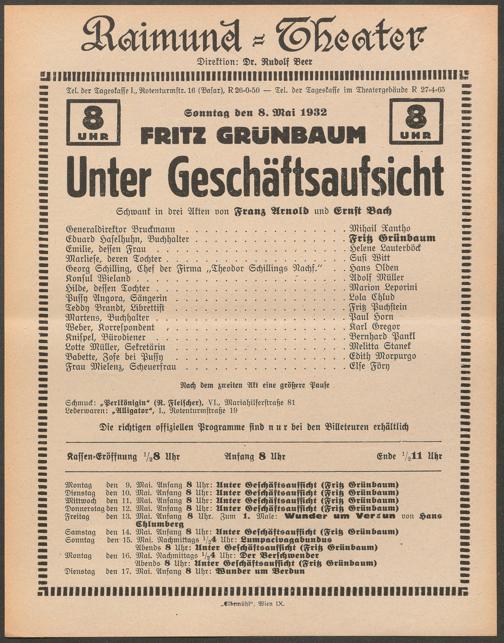 Raimund-Theater
Direktion: Dr. Rudolf Beer
Tel. der Tageskasse I., Rotenturmstr. 16 (Basar), R 26-0-50 — Tel. der Tageskasse im Theatergebäude R 27-4-65
8 UHR
Sonntag den 8. Mai 1932
8 UHR
FRITZ GRÜNBAUM
Unter Geschäftsaufsicht
Schwank in drei Akten von Franz Arnold und Ernst Bach
Generaldirektor Bruckmann Mihail Xantho
Eduard Haselhuhn, Buchhalter Fritz Grünbaum
Emilie, dessen Frau Helene Lauterböck
Marliese, deren Tochter Susi Witt
Georg Schilling, Chef der Firma „Theodor Schillings Nachf.“ Hans Olden
Konsul Wieland Adolf Müller
Hilde, dessen Tochter Marion Leporini
Pussy Angora, Sängerin Lola Chlud
Teddy Brandt, Librettist Fritz Puchstein
Martens, Buchhalter Paul Horn
Weber, Korrespondent Karl Gregor
Knispel, Bürodiener Bernhard Pankl
Lotte Müller, Sekretärin Melitta Stanek
Babette, Zofe bei Pussy Edith Morpurgo
Frau Mielenz, Scheuerfrau Else Föry
Nach dem zweiten Akt eine größere Pause
Schmuck: „Perlkönigin“ (R. Fleischer), VI., Mariahilferstraße 81
Lederwaren: „Alligator“, I., Rotenturmstraße 19
Die richtigen offiziellen Programme sind nur bei den Billeteuren erhältlich
Kassen-Eröffnung ½8 Uhr Anfang 8 Uhr Ende ½11 Uhr
Montag den 9. Mai. Anfang 8 Uhr: Unter Geschäftsaufsicht (Fritz Grünbaum)
Dienstag den 10. Mai. Anfang 8 Uhr: Unter Geschäftsaufsicht (Fritz Grünbaum)
Mittwoch den 11. Mai. Anfang 8 Uhr: Unter Geschäftsaufsicht (Fritz Grünbaum)
Donnerstag den 12. Mai. Anfang 8 Uhr: Unter Geschäftsaufsicht (Fritz Grünbaum)
Freitag den 13. Mai. Anfang 8 Uhr. Zum 1. Male: Wunder um Verdun von Hans
Chlumberg
Samstag den 14. Mai. Anfang 8 Uhr: Unter Geschäftsaufsicht (Fritz Grünbaum)
Sonntag den 15. Mai. Nachmittags ½4 Uhr: Lumpacivagabundus
Abends 8 Uhr: Unter Geschäftsaufsicht (Fritz Grünbaum)
Montag den 16. Mai. Nachmittags ½4 Uhr: Der Verschwender
Abends 8 Uhr: Unter Geschäftsaufsicht (Fritz Grünbaum)
Dienstag den 17. Mai. Anfang 8 Uhr: Wunder um Verdun
„Elbemühl“, Wien IX.